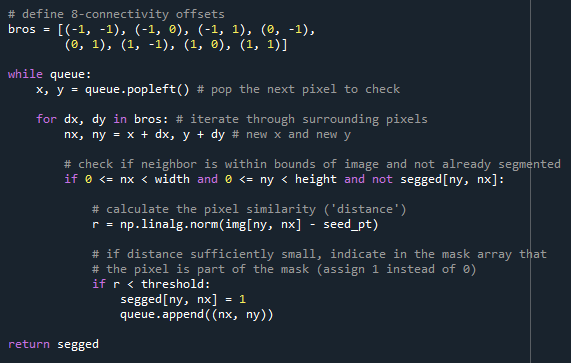 # define 8-connectivity offsets
bros = [(-1, -1), (-1, 0), (-1, 1), (0, -1),
        (0, 1), (1, -1), (1, 0), (1, 1)]

while queue:
    x, y = queue.popleft() # pop the next pixel to check

    for dx, dy in bros: # iterate through surrounding pixels
        nx, ny = x + dx, y + dy # new x and new y

        # check if neighbor is within bounds of image and not already segmented
        if 0 <= nx < width and 0 <= ny < height and not segged[ny, nx]:

            # calculate the pixel similarity ('distance')
            r = np.linalg.norm(img[ny, nx] - seed_pt)

            # if distance sufficiently small, indicate in the mask array that
            # the pixel is part of the mask (assign 1 instead of 0)
            if r < threshold:
                segged[ny, nx] = 1
                queue.append((nx, ny))

return segged